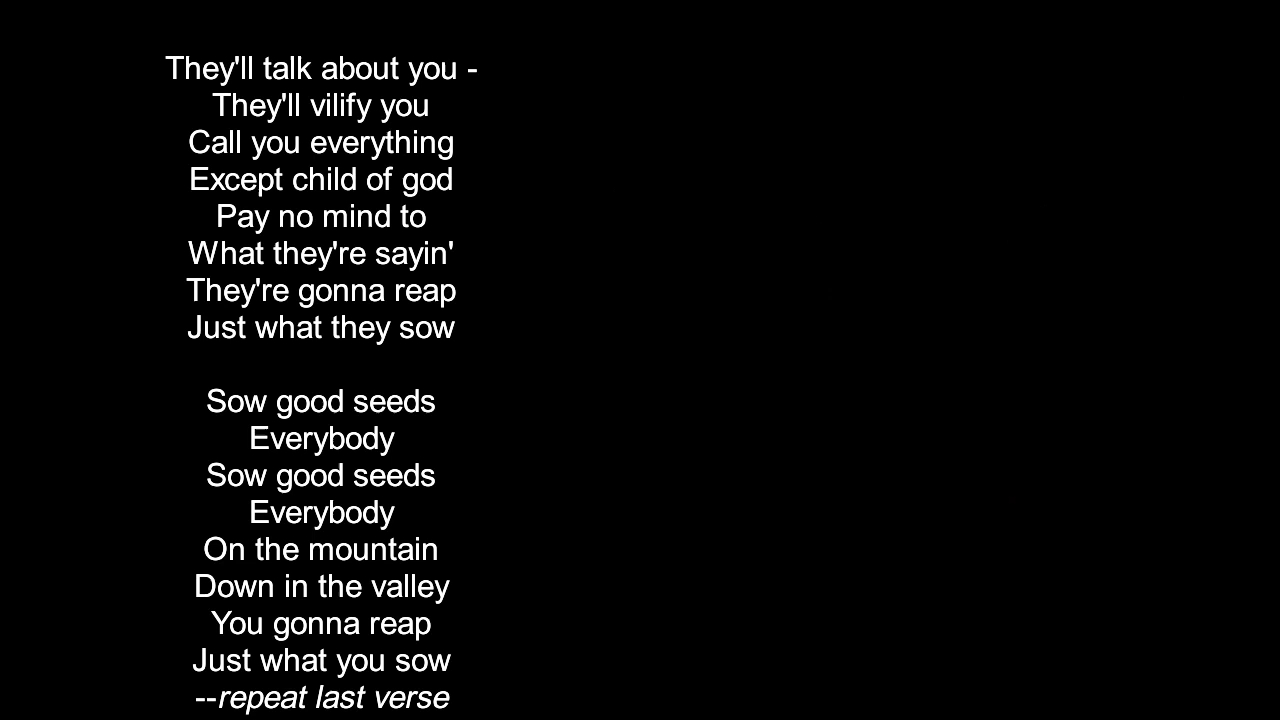 They'll talk about you -
They'll vilify you
Call you everything
Except child of god
Pay no mind to
What they're sayin'
They're gonna reap
Just what they sow

Sow good seeds
Everybody
Sow good seeds
Everybody
On the mountain
Down in the valley
You gonna reap
Just what you sow
--repeat last verse